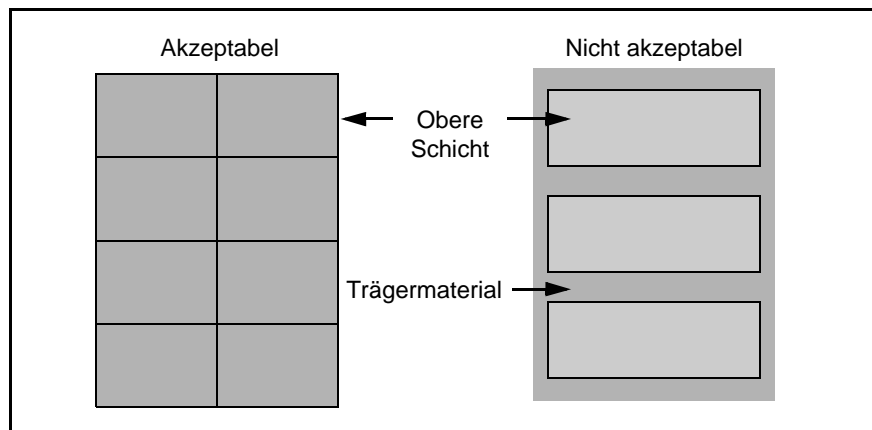 Akzeptabel
Nicht akzeptabel
Obere
Schicht
Trägermaterial